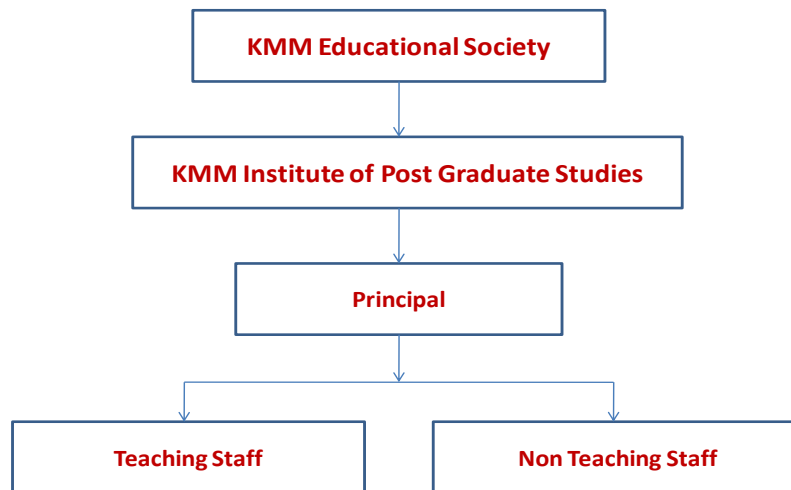 KMM Educational Society
KMM Institute of Post Graduate Studies
Principal
Teaching Staff
Non Teaching Staff